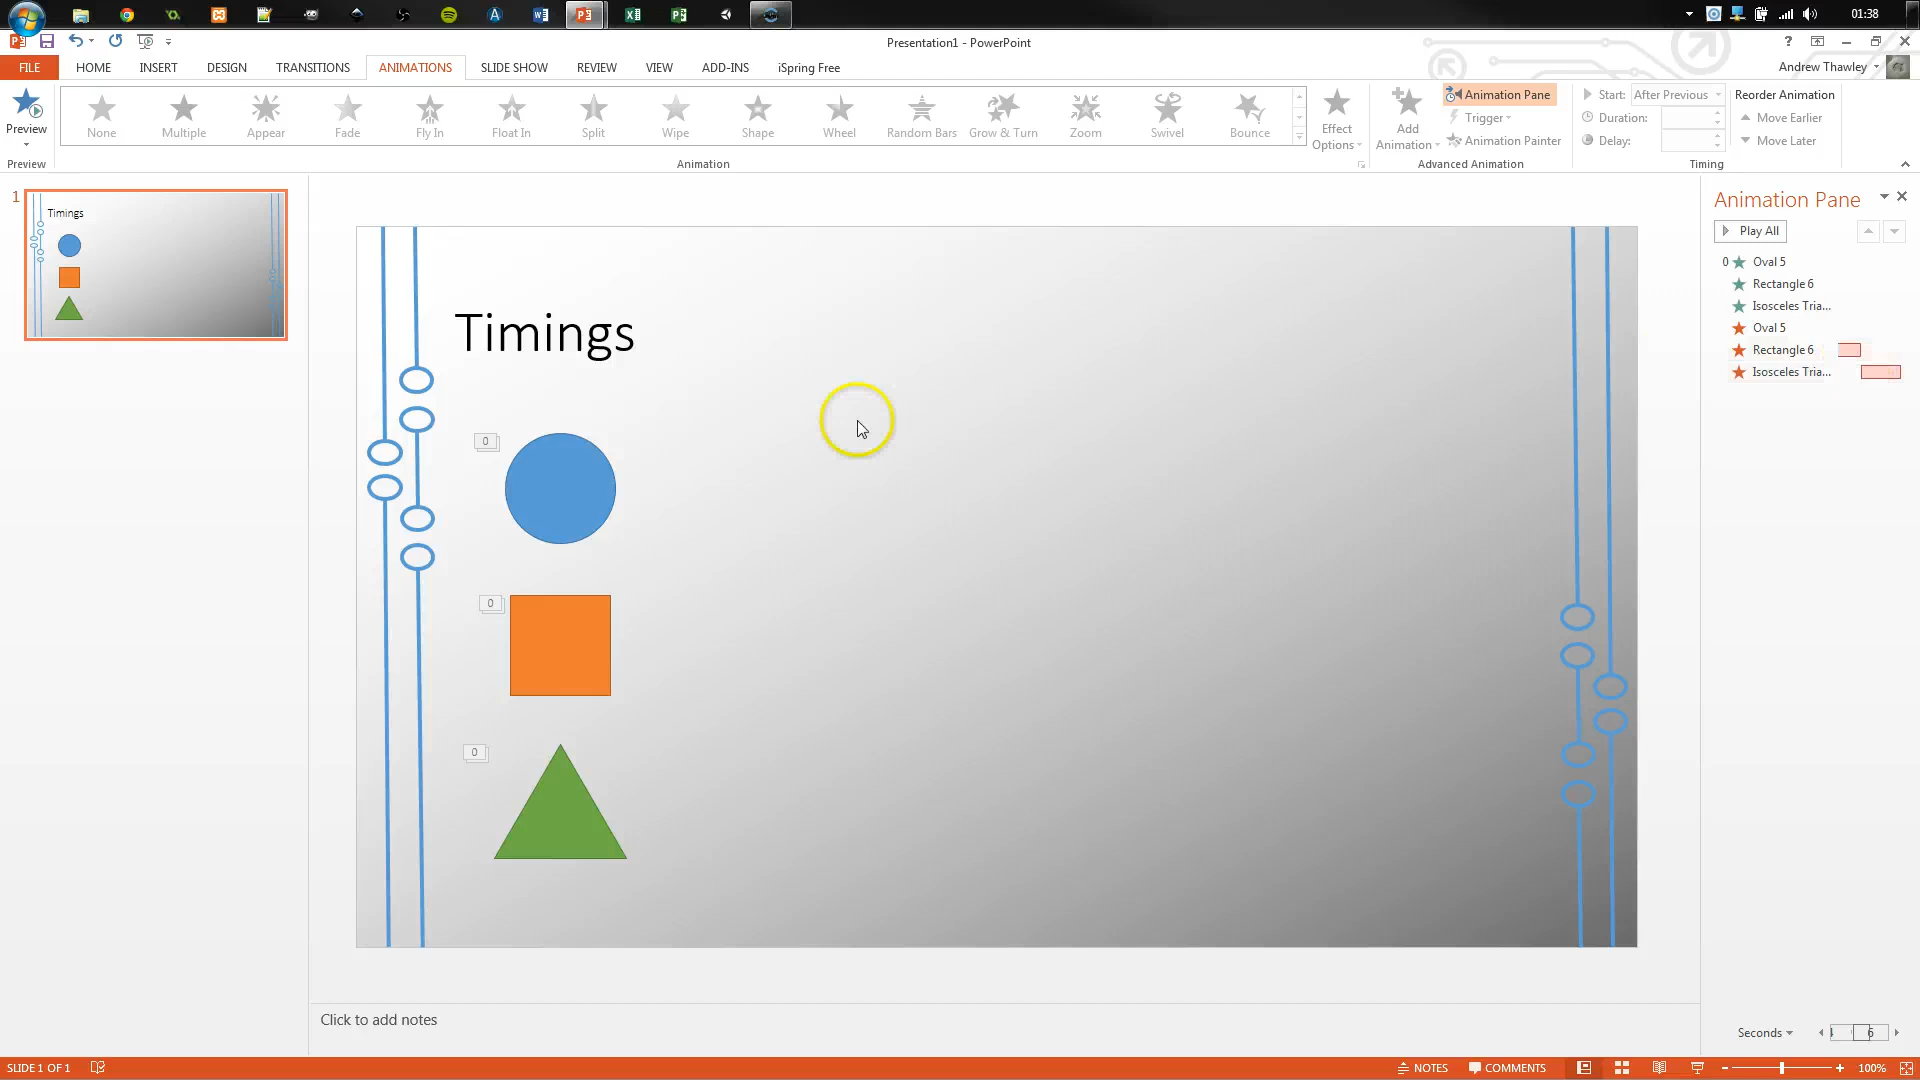 01:38
Presentation1 - PowerPoint
?
FILE HOME INSERT DESIGN TRANSITIONS ANIMATIONS SLIDE SHOW REVIEW VIEW ADD-INS iSpring Free
Andrew Thawley
Preview
None Multiple Appear Fade Fly In Float In Split Wipe Shape Wheel Random Bars Grow & Turn Zoom Swivel Bounce
Effect Options
Add Animation
Animation Pane
Trigger
Animation Painter
Start: After Previous
Duration:
Delay:
Reorder Animation
Move Earlier
Move Later
Preview
Animation
Advanced Animation
Timing
1
Timings
Timings
0
0
0
Animation Pane
Play All
0 Oval 5
Rectangle 6
Isosceles Tria...
Oval 5
Rectangle 6
Isosceles Tria...
Click to add notes
Seconds
6
SLIDE 1 OF 1
NOTES
COMMENTS
100%